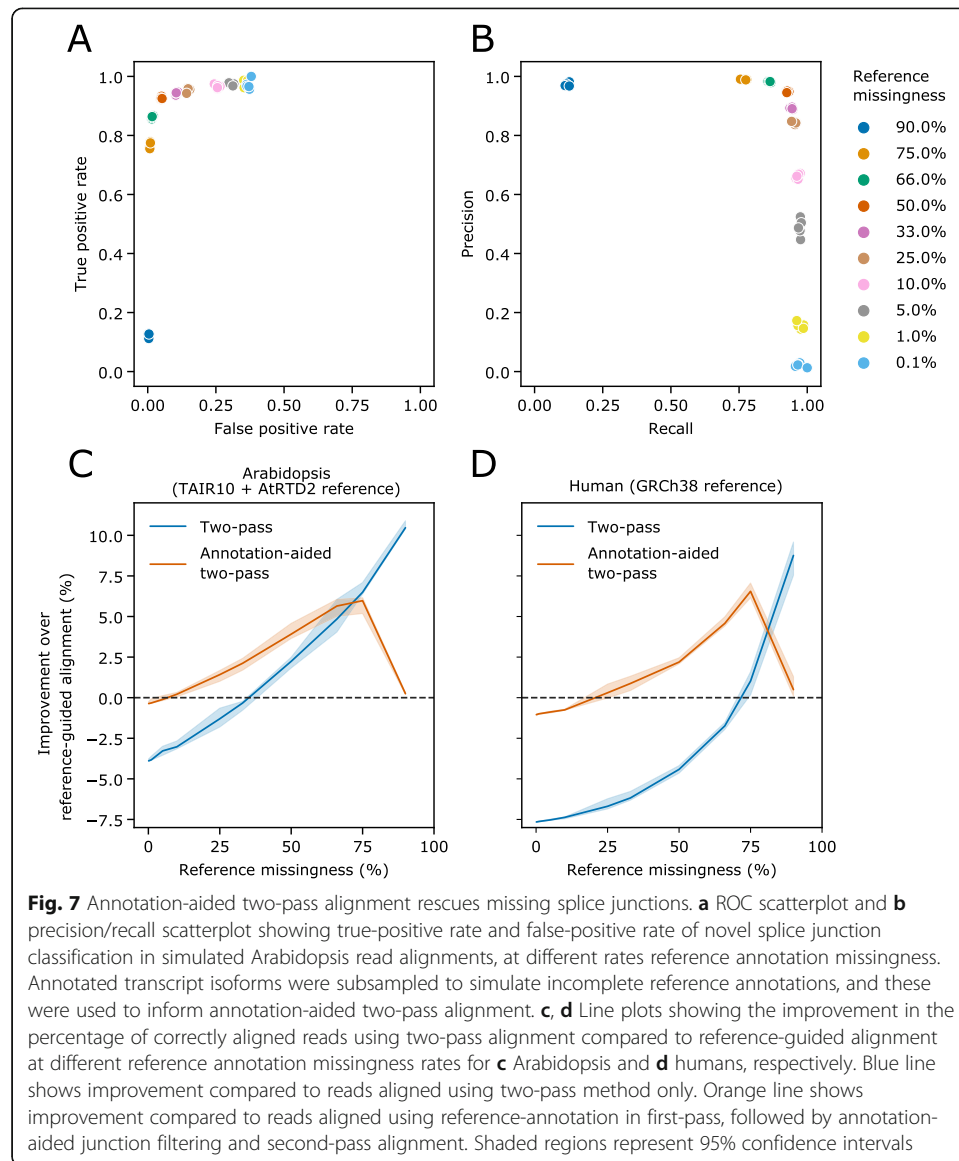 A
True positive rate
1.0
0.8
0.6
0.4
0.2
0.0
0.00 0.25 0.50 0.75 1.00
False positive rate
B
Precision
1.0
0.8
0.6
0.4
0.2
0.0
0.00 0.25 0.50 0.75 1.00
Recall
Reference
missingness
90.0%
75.0%
66.0%
50.0%
33.0%
25.0%
10.0%
5.0%
1.0%
0.1%
C
Arabidopsis
(TAIR10 + AtRTD2 reference)
Two-pass
Annotation-aided
two-pass
Improvement over
reference-guided alignment (%)
10.0
7.5
5.0
2.5
0.0
−2.5
−5.0
−7.5
0 25 50 75 100
Reference missingness (%)
D
Human (GRCh38 reference)
Two-pass
Annotation-aided
two-pass
0 25 50 75 100
Reference missingness (%)
Fig. 7 Annotation-aided two-pass alignment rescues missing splice junctions. a ROC scatterplot and b
precision/recall scatterplot showing true-positive rate and false-positive rate of novel splice junction
classification in simulated Arabidopsis read alignments, at different rates reference annotation missingness.
Annotated transcript isoforms were subsampled to simulate incomplete reference annotations, and these
were used to inform annotation-aided two-pass alignment. c, d Line plots showing the improvement in the
percentage of correctly aligned reads using two-pass alignment compared to reference-guided alignment
at different reference annotation missingness rates for c Arabidopsis and d humans, respectively. Blue line
shows improvement compared to reads aligned using two-pass method only. Orange line shows
improvement compared to reads aligned using reference-annotation in first-pass, followed by annotation-
aided junction filtering and second-pass alignment. Shaded regions represent 95% confidence intervals